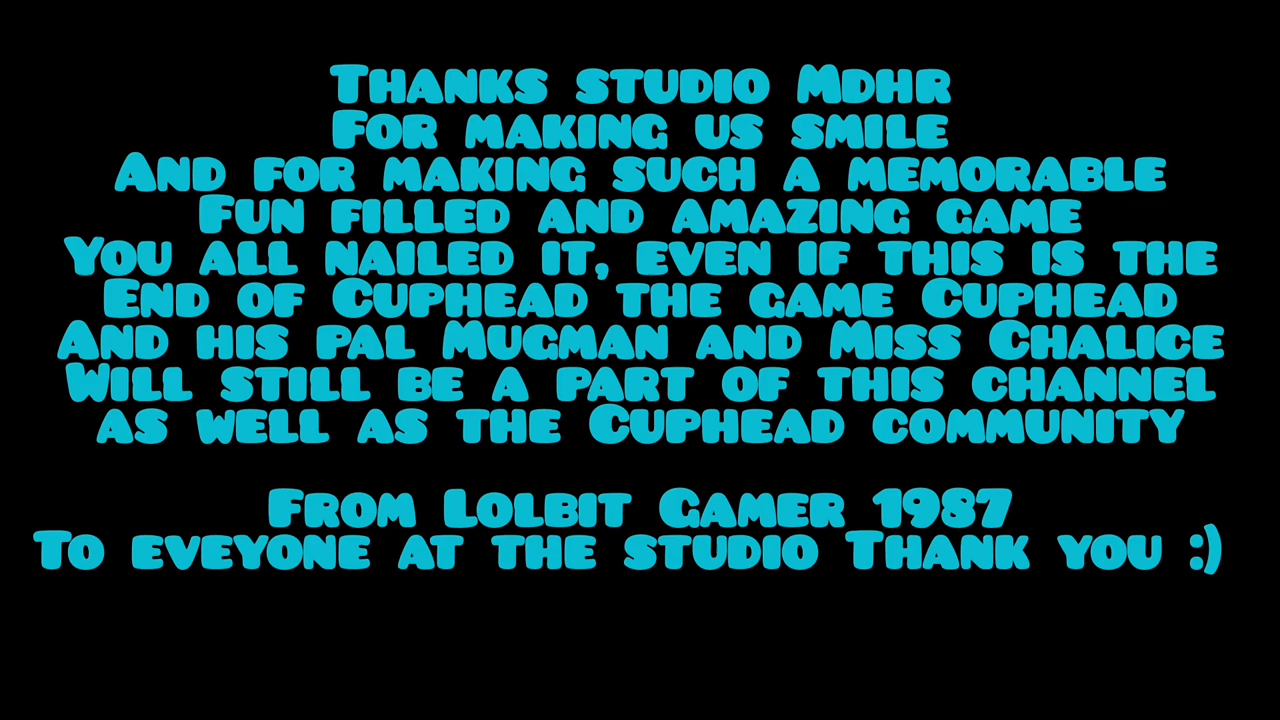 Thanks studio Mdhr
For making us smile
And for making such a memorable
Fun filled and amazing game
You all nailed it, even if this is the
End of Cuphead the game Cuphead
And his pal Mugman and Miss Chalice
Will still be a part of this channel
as well as the Cuphead community
From Lolbit Gamer 1987
To eveyone at the studio Thank you :)